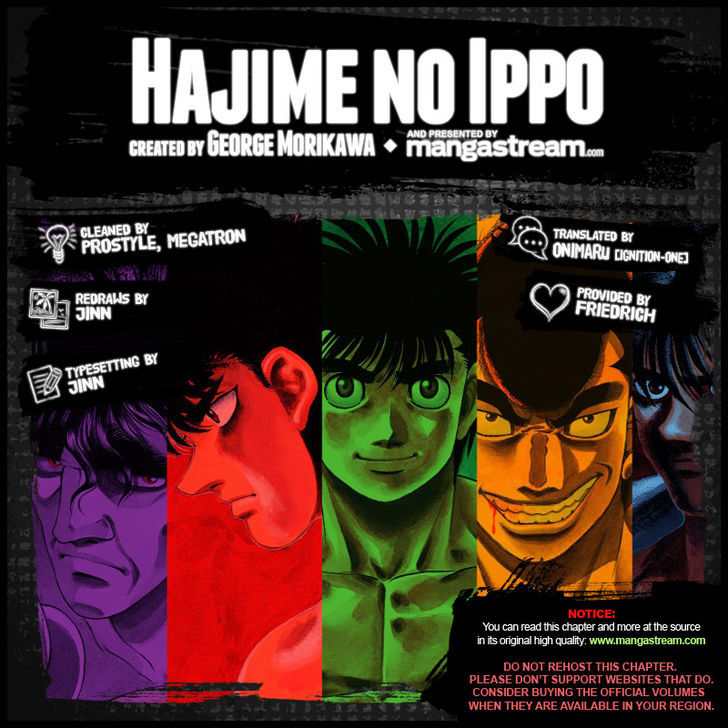 HAJIME NO IPPO
CREATED BY GEORGE MORIKAWA ◆ AND PRESENTED BY mangastream.com
CLEANED BY
PROSTYLE, MEGATRON
REDRAWS BY
JINN
TYPESETTING BY
JINN
TRANSLATED BY
ONIMARU [IGNITION-ONE]
PROVIDED BY
FRIEDRICH
NOTICE:
You can read this chapter and more at the source
in its original high quality: www.mangastream.com
DO NOT REHOST THIS CHAPTER.
PLEASE DON'T SUPPORT WEBSITES THAT DO.
CONSIDER BUYING THE OFFICIAL VOLUMES
WHEN THEY ARE AVAILABLE IN YOUR REGION.